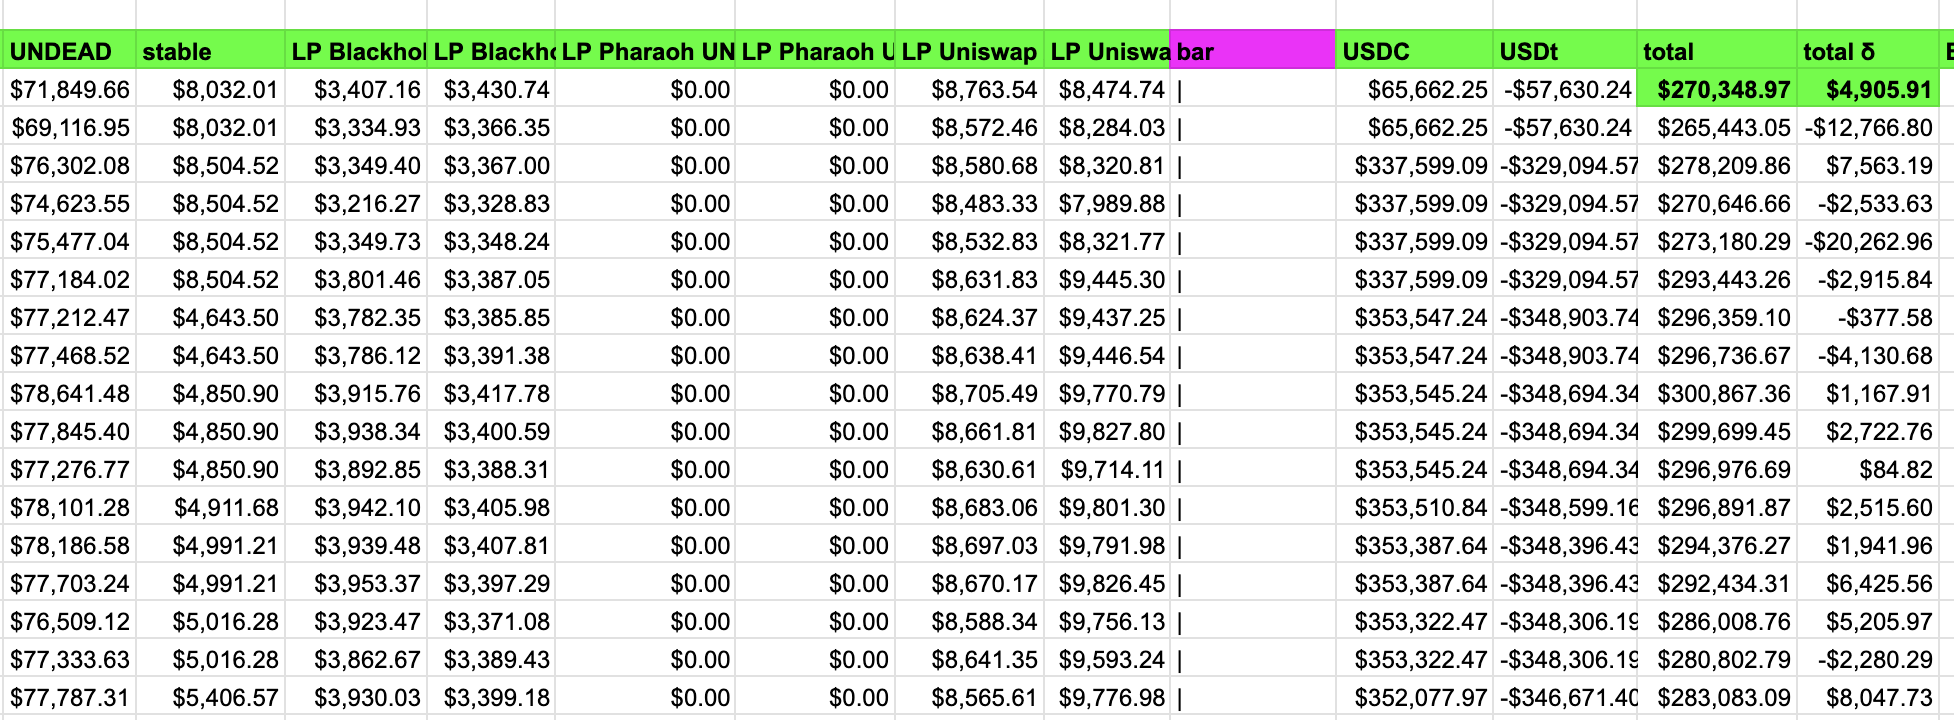 UNDEAD stable LP Blackhol LP Blackho LP Pharaoh UN LP Pharaoh U LP Uniswap LP Uniswa bar USDC USDt total total δ E
$71,849.66 $8,032.01 $3,407.16 $3,430.74 $0.00 $0.00 $8,763.54 $8,474.74 | $65,662.25 -$57,630.24 $270,348.97 $4,905.91
$69,116.95 $8,032.01 $3,334.93 $3,366.35 $0.00 $0.00 $8,572.46 $8,284.03 | $65,662.25 -$57,630.24 $265,443.05 -$12,766.80
$76,302.08 $8,504.52 $3,349.40 $3,367.00 $0.00 $0.00 $8,580.68 $8,320.81 | $337,599.09 -$329,094.57 $278,209.86 $7,563.19
$74,623.55 $8,504.52 $3,216.27 $3,328.83 $0.00 $0.00 $8,483.33 $7,989.88 | $337,599.09 -$329,094.57 $270,646.66 -$2,533.63
$75,477.04 $8,504.52 $3,349.73 $3,348.24 $0.00 $0.00 $8,532.83 $8,321.77 | $337,599.09 -$329,094.57 $273,180.29 -$20,262.96
$77,184.02 $8,504.52 $3,801.46 $3,387.05 $0.00 $0.00 $8,631.83 $9,445.30 | $337,599.09 -$329,094.57 $293,443.26 -$2,915.84
$77,212.47 $4,643.50 $3,782.35 $3,385.85 $0.00 $0.00 $8,624.37 $9,437.25 | $353,547.24 -$348,903.74 $296,359.10 -$377.58
$77,468.52 $4,643.50 $3,786.12 $3,391.38 $0.00 $0.00 $8,638.41 $9,446.54 | $353,547.24 -$348,903.74 $296,736.67 -$4,130.68
$78,641.48 $4,850.90 $3,915.76 $3,417.78 $0.00 $0.00 $8,705.49 $9,770.79 | $353,545.24 -$348,694.34 $300,867.36 $1,167.91
$77,845.40 $4,850.90 $3,938.34 $3,400.59 $0.00 $0.00 $8,661.81 $9,827.80 | $353,545.24 -$348,694.34 $299,699.45 $2,722.76
$77,276.77 $4,850.90 $3,892.85 $3,388.31 $0.00 $0.00 $8,630.61 $9,714.11 | $353,545.24 -$348,694.34 $296,976.69 $84.82
$78,101.28 $4,911.68 $3,942.10 $3,405.98 $0.00 $0.00 $8,683.06 $9,801.30 | $353,510.84 -$348,599.16 $296,891.87 $2,515.60
$78,186.58 $4,991.21 $3,939.48 $3,407.81 $0.00 $0.00 $8,697.03 $9,791.98 | $353,387.64 -$348,396.43 $294,376.27 $1,941.96
$77,703.24 $4,991.21 $3,953.37 $3,397.29 $0.00 $0.00 $8,670.17 $9,826.45 | $353,387.64 -$348,396.43 $292,434.31 $6,425.56
$76,509.12 $5,016.28 $3,923.47 $3,371.08 $0.00 $0.00 $8,588.34 $9,756.13 | $353,322.47 -$348,306.19 $286,008.76 $5,205.97
$77,333.63 $5,016.28 $3,862.67 $3,389.43 $0.00 $0.00 $8,641.35 $9,593.24 | $353,322.47 -$348,306.19 $280,802.79 -$2,280.29
$77,787.31 $5,406.57 $3,930.03 $3,399.18 $0.00 $0.00 $8,565.61 $9,776.98 | $352,077.97 -$346,671.40 $283,083.09 $8,047.73